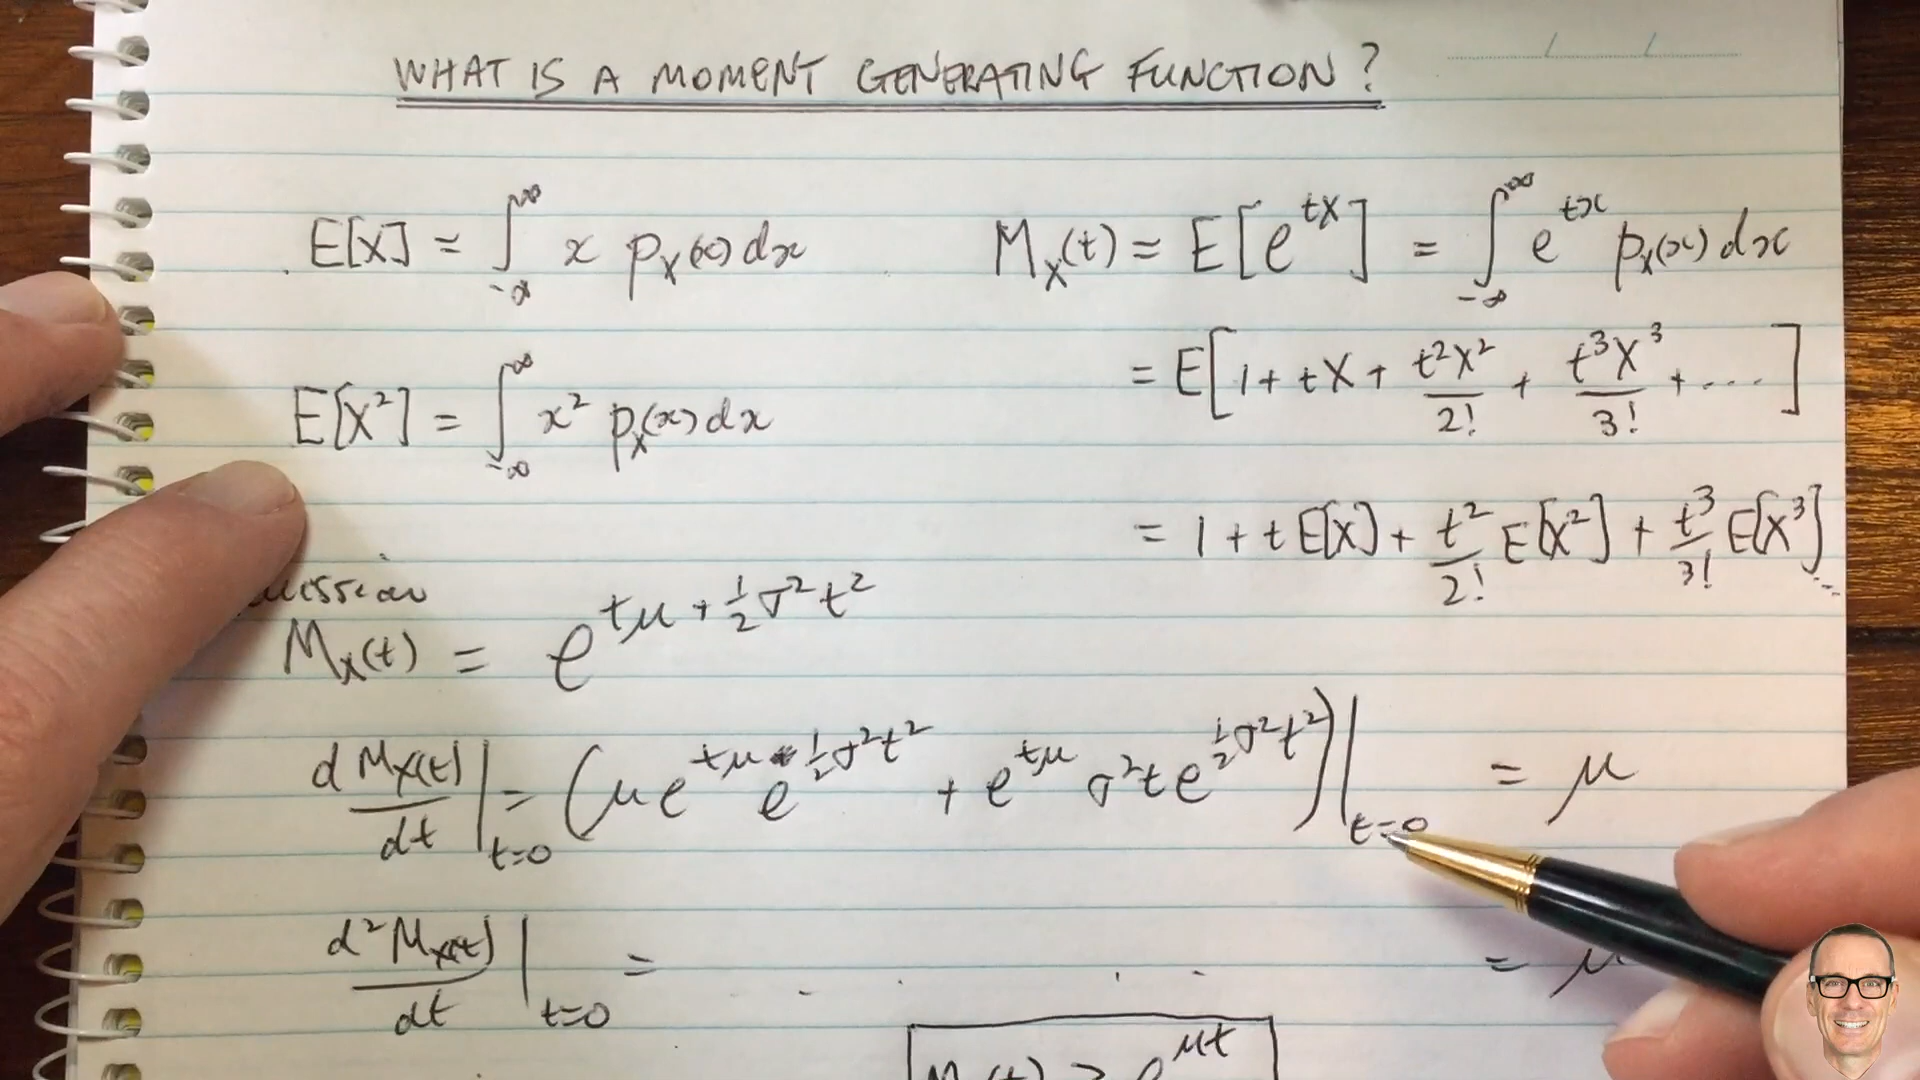 WHAT IS A MOMENT GENERATING FUNCTION?
E[X] = ∫_{-∞}^{∞} x p_X(x) dx
M_X(t) = E[e^{tX}] = ∫_{-∞}^{∞} e^{tx} p_X(x) dx
= E[1 + tX + t²X²/2! + t³X³/3! + ....]
E[X²] = ∫_{-∞}^{∞} x² p_X(x) dx
= 1 + t E[X] + t²/2! E[X²] + t³/3! E[X³] ...
M_X(t) = e^{tμ + ½σ²t²}
dM_X(t)/dt |_{t=0} = (μ e^{tμ} e^{½σ²t²} + e^{tμ} σ²t e^{½σ²t²})|_{t=0} = μ
d²M_X(t)/dt |_{t=0} = . . . . = μ
(t) ≥ e^{μt}